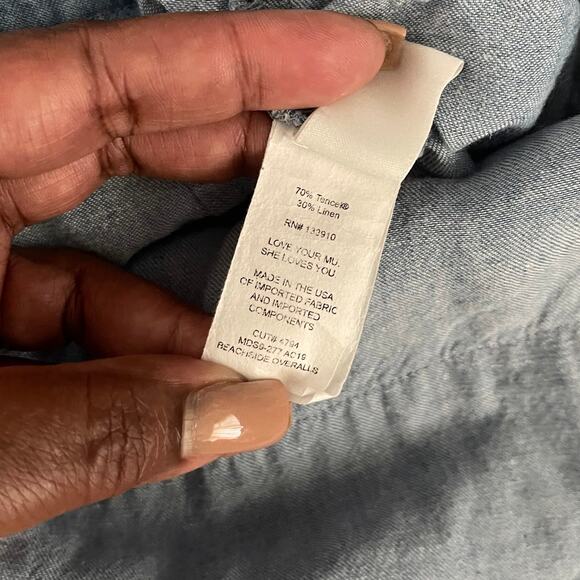 70% Tencel®
30% Linen
RN# 133910
LOVE YOUR MU.
SHE LOVES YOU
MADE IN THE USA
OF IMPORTED FABRIC
AND IMPORTED
COMPONENTS
CUT# 4794
MDS9-277 AC19
BEACHSIDE OVERALLS